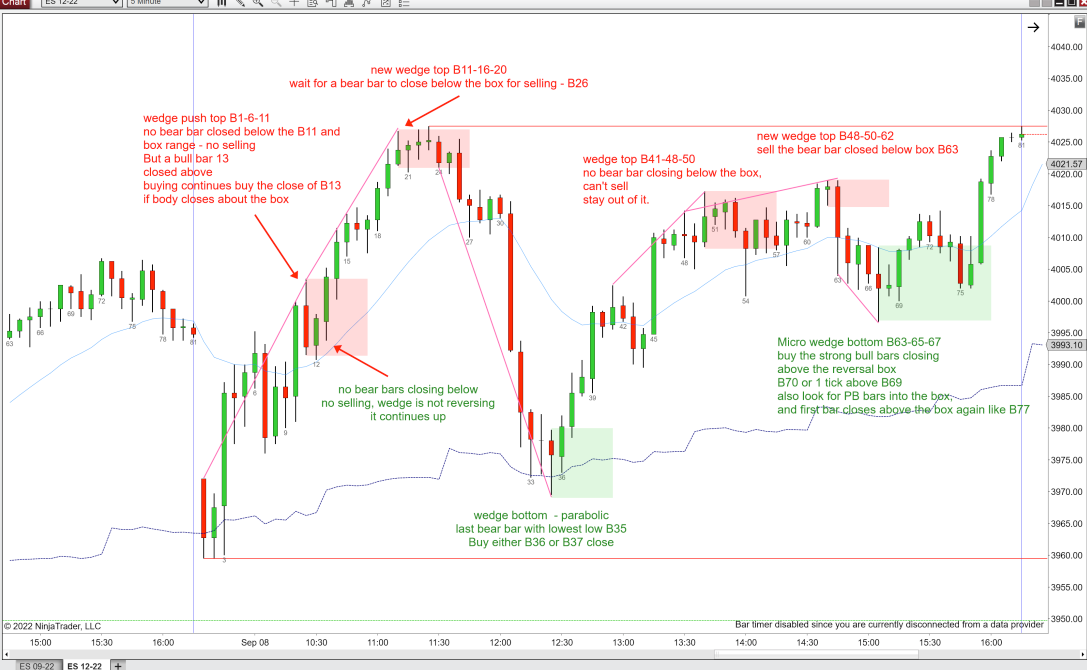 Chart
ES 12-22
5 Minute
F
new wedge top B11-16-20
wait for a bear bar to close below the box for selling - B26
wedge push top B1-6-11
no bear bar closed below the B11 and
box range - no selling
But a bull bar 13
closed above
buying continues buy the close of B13
if body closes about the box
new wedge top B48-50-62
sell the bear bar closed below box B63
wedge top B41-48-50
no bear bar closing below the box,
can't sell
stay out of it.
no bear bars closing below
no selling, wedge is not reversing
it continues up
Micro wedge bottom B63-65-67
buy the strong bull bars closing
above the reversal box
B70 or 1 tick above B69
also look for PB bars into the box,
and first bar closes above the box again like B77
wedge bottom - parabolic
last bear bar with lowest low B35
Buy either B36 or B37 close
63
66
69
72
75
78
81
3
6
9
12
15
18
21
24
27
30
33
36
39
42
45
48
51
54
57
60
63
66
69
72
75
78
81
4040.00
4035.00
4030.00
4025.00
4021.57
4020.00
4015.00
4010.00
4005.00
4000.00
3995.00
3993.10
3990.00
3985.00
3980.00
3975.00
3970.00
3965.00
3960.00
3955.00
3950.00
© 2022 NinjaTrader, LLC
Bar timer disabled since you are currently disconnected from a data provider
15:00
15:30
16:00
Sep 08
10:30
11:00
11:30
12:00
12:30
13:00
13:30
14:00
14:30
15:00
15:30
16:00
ES 09-22
ES 12-22
+